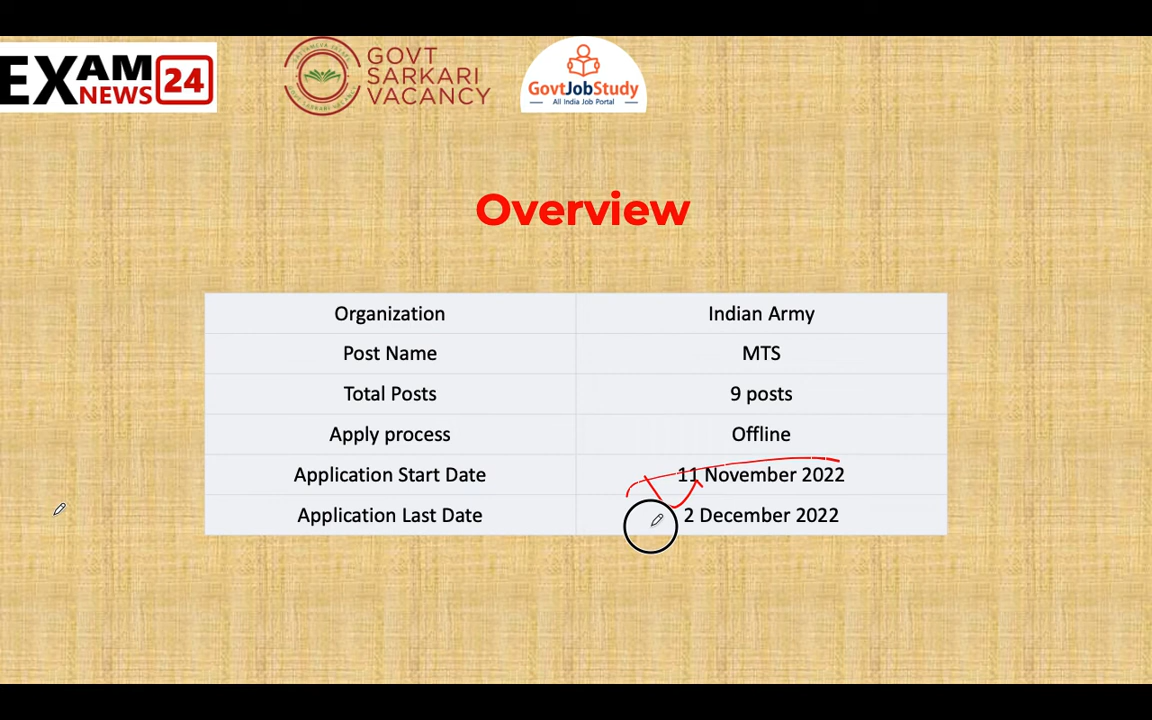 EXAM
NEWS 24
GOVT
SARKARI
VACANCY
GovtJobStudy
All India Job Portal
Overview
Organization Indian Army
Post Name MTS
Total Posts 9 posts
Apply process Offline
Application Start Date 11 November 2022
Application Last Date 2 December 2022